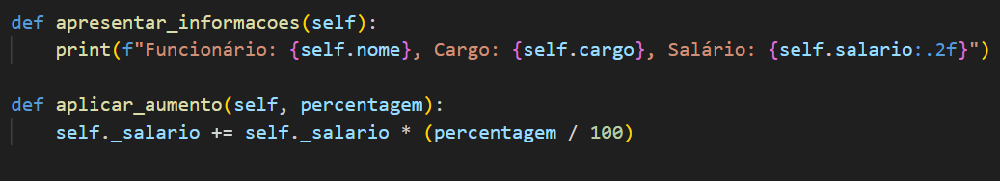 def apresentar_informacoes(self):
    print(f"Funcionário: {self.nome}, Cargo: {self.cargo}, Salário: {self.salario:.2f}")
def aplicar_aumento(self, percentagem):
    self._salario += self._salario * (percentagem / 100)